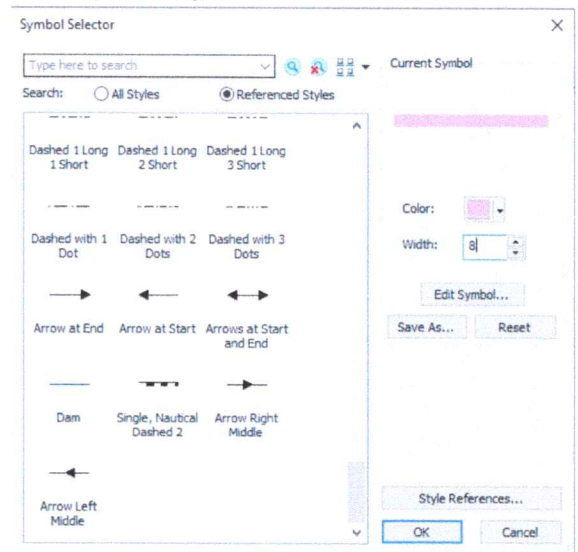 Symbol Selector
Type here to search
Search:
All Styles
Referenced Styles
Current Symbol
Dashed 1 Long
1 Short
Dashed 1 Long
2 Short
Dashed 1 Long
3 Short
Dashed with 1
Dot
Dashed with 2
Dots
Dashed with 3
Dots
Arrow at End
Arrow at Start
Arrows at Start
and End
Dam
Single, Nautical
Dashed 2
Arrow Right
Middle
Arrow Left
Middle
Color:
Width:
8
Edit Symbol...
Save As...
Reset
Style References...
OK
Cancel